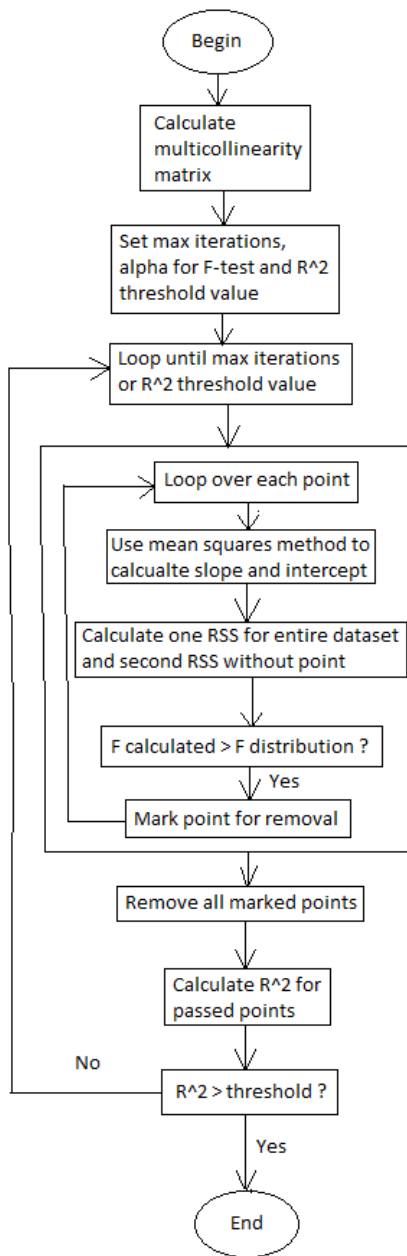 Begin
Calculate
multicollinearity
matrix
Set max iterations,
alpha for F-test and R^2
threshold value
Loop until max iterations
or R^2 threshold value
Loop over each point
Use mean squares method to
calcualte slope and intercept
Calculate one RSS for entire dataset
and second RSS without point
F calculated > F distribution ?
Yes
Mark point for removal
Remove all marked points
Calculate R^2 for
passed points
No
R^2 > threshold ?
Yes
End